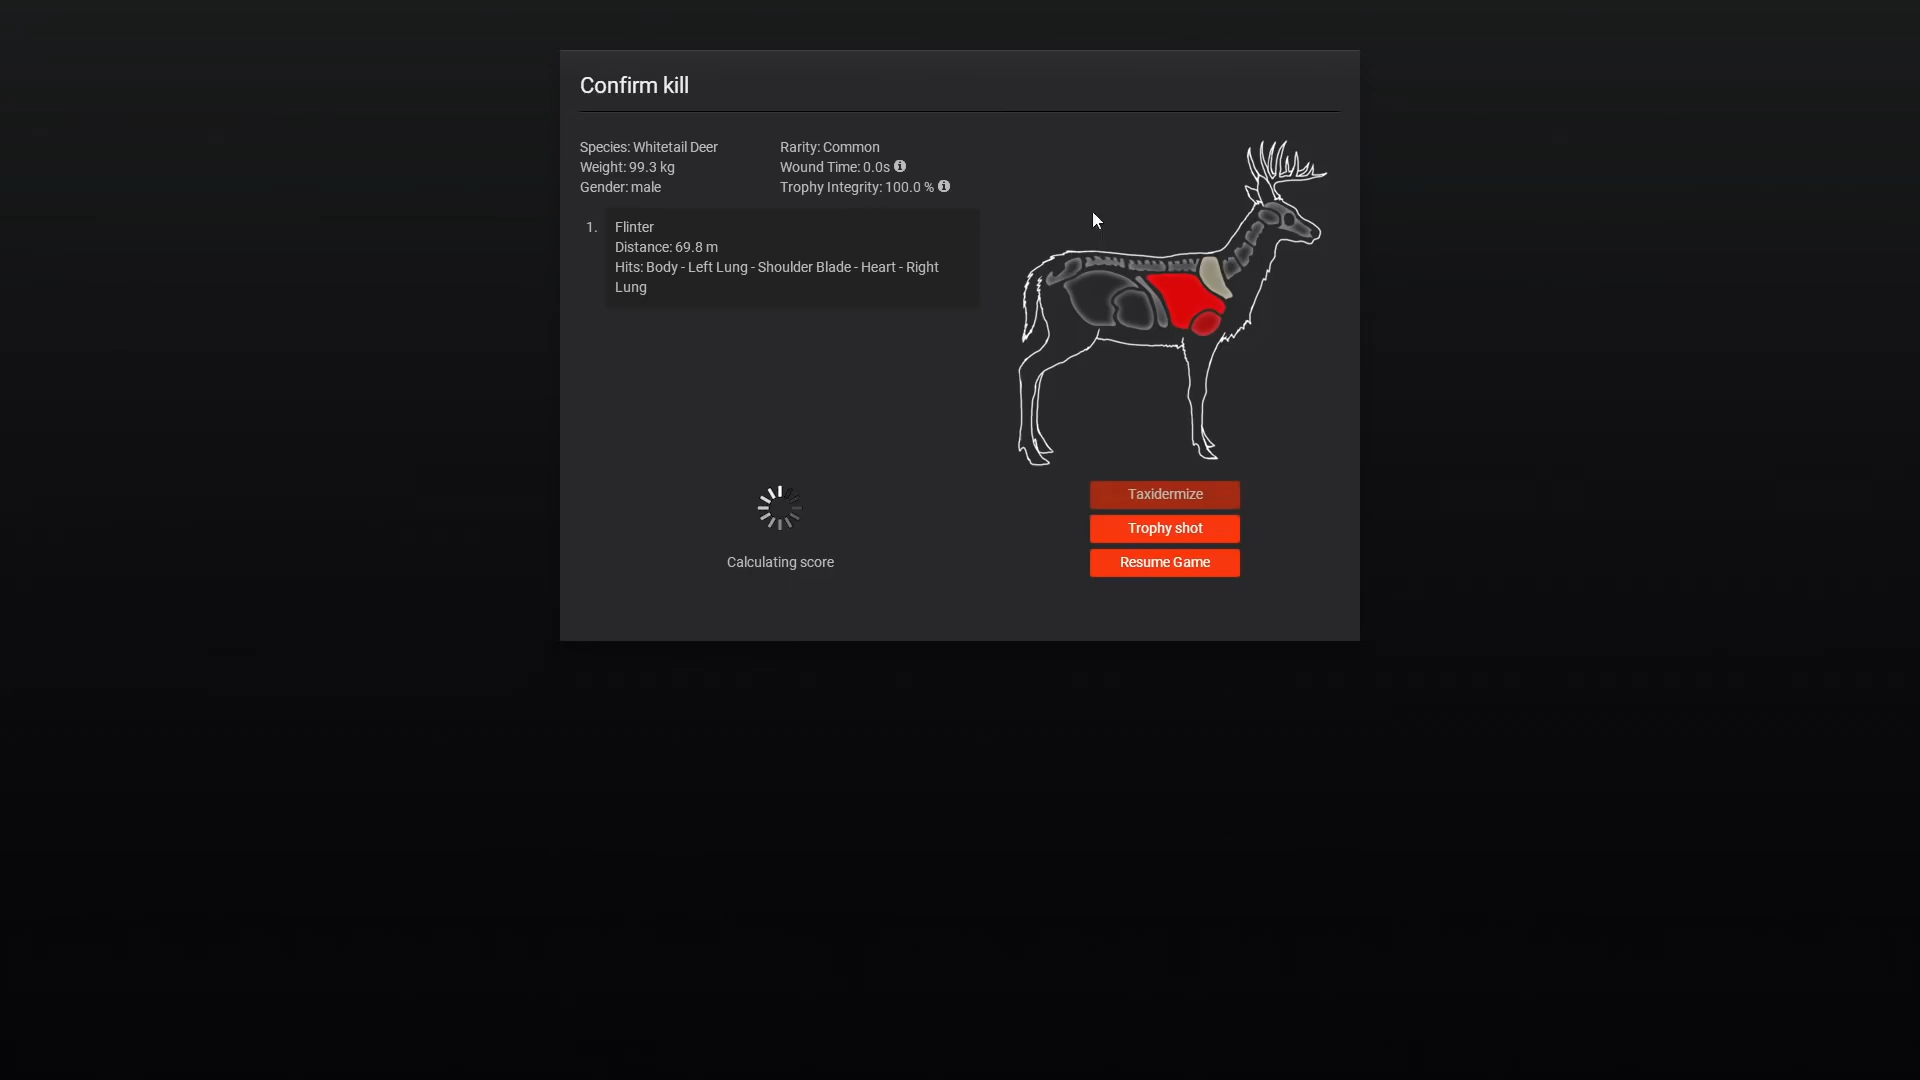 Confirm kill
Species: Whitetail Deer
Weight: 99.3 kg
Gender: male
Rarity: Common
Wound Time: 0.0s
Trophy Integrity: 100.0 %
1.
Flinter
Distance: 69.8 m
Hits: Body - Left Lung - Shoulder Blade - Heart - Right
Lung
Calculating score
Taxidermize
Trophy shot
Resume Game